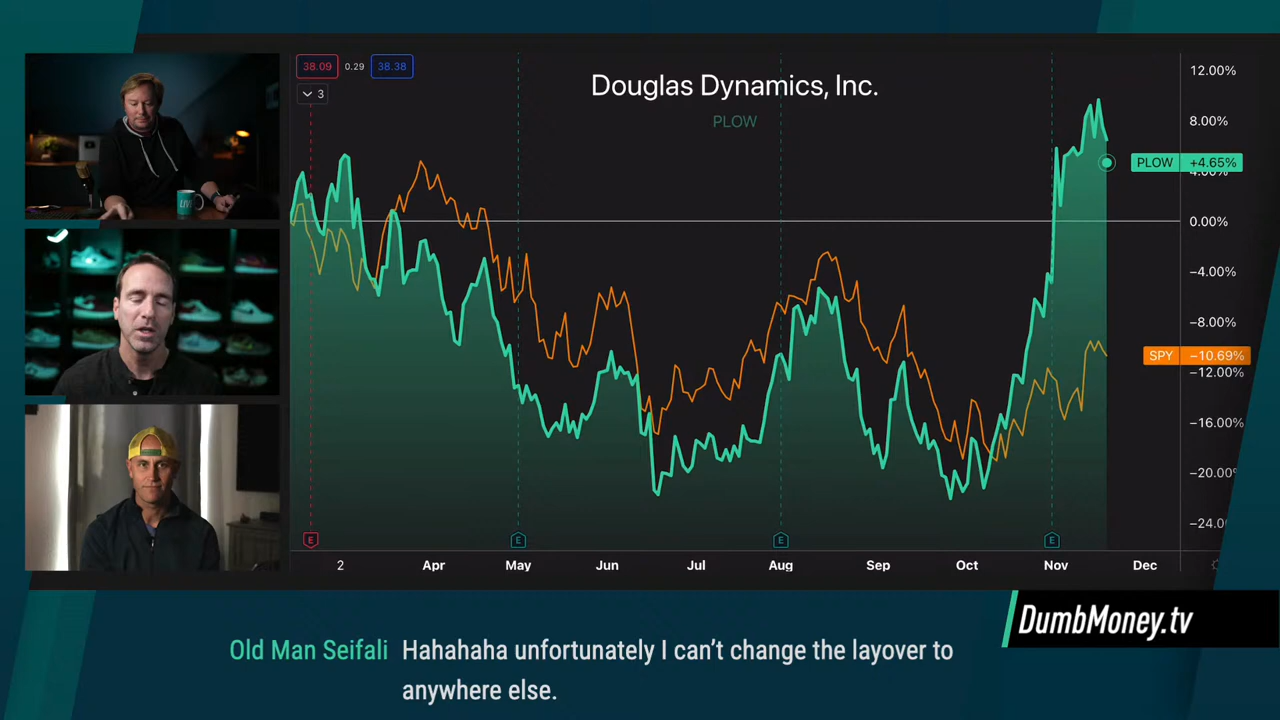 38.09 0.29 38.38
3
Douglas Dynamics, Inc.
PLOW
12.00%
8.00%
PLOW +4.65%
4.00%
0.00%
−4.00%
−8.00%
SPY −10.69%
−12.00%
−16.00%
−20.00%
−24.0
E E E E
2 Apr May Jun Jul Aug Sep Oct Nov Dec
LIVE
DumbMoney.tv
Old Man Seifali Hahahaha unfortunately I can’t change the layover to
anywhere else.